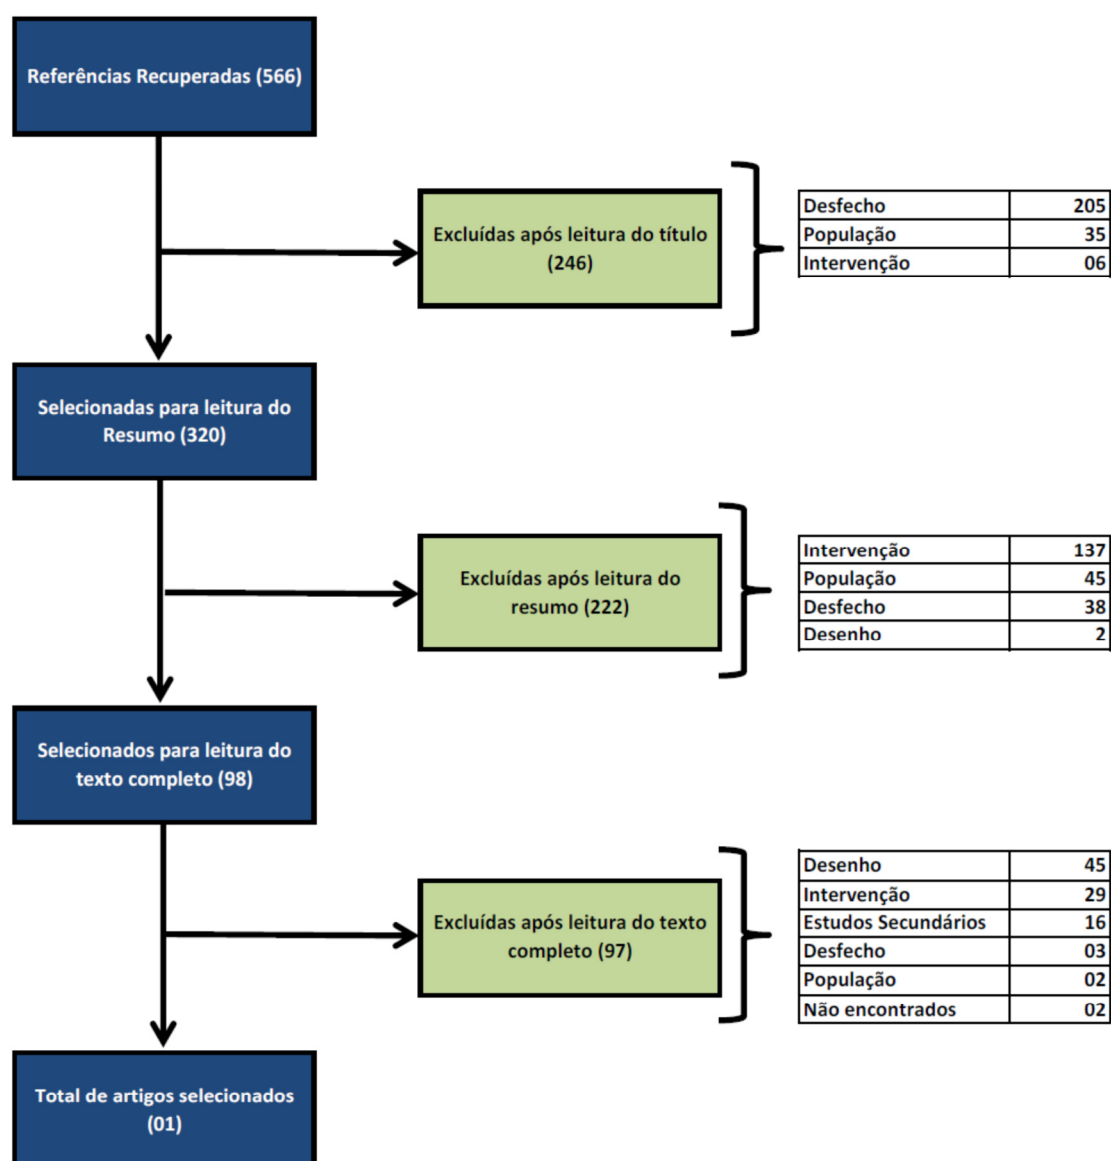 Referências Recuperadas (566)
Excluídas após leitura do título
(246)
Desfecho 205
População 35
Intervenção 06
Selecionadas para leitura do
Resumo (320)
Excluídas após leitura do
resumo (222)
Intervenção 137
População 45
Desfecho 38
Desenho 2
Selecionados para leitura do
texto completo (98)
Excluídas após leitura do texto
completo (97)
Desenho 45
Intervenção 29
Estudos Secundários 16
Desfecho 03
População 02
Não encontrados 02
Total de artigos selecionados
(01)